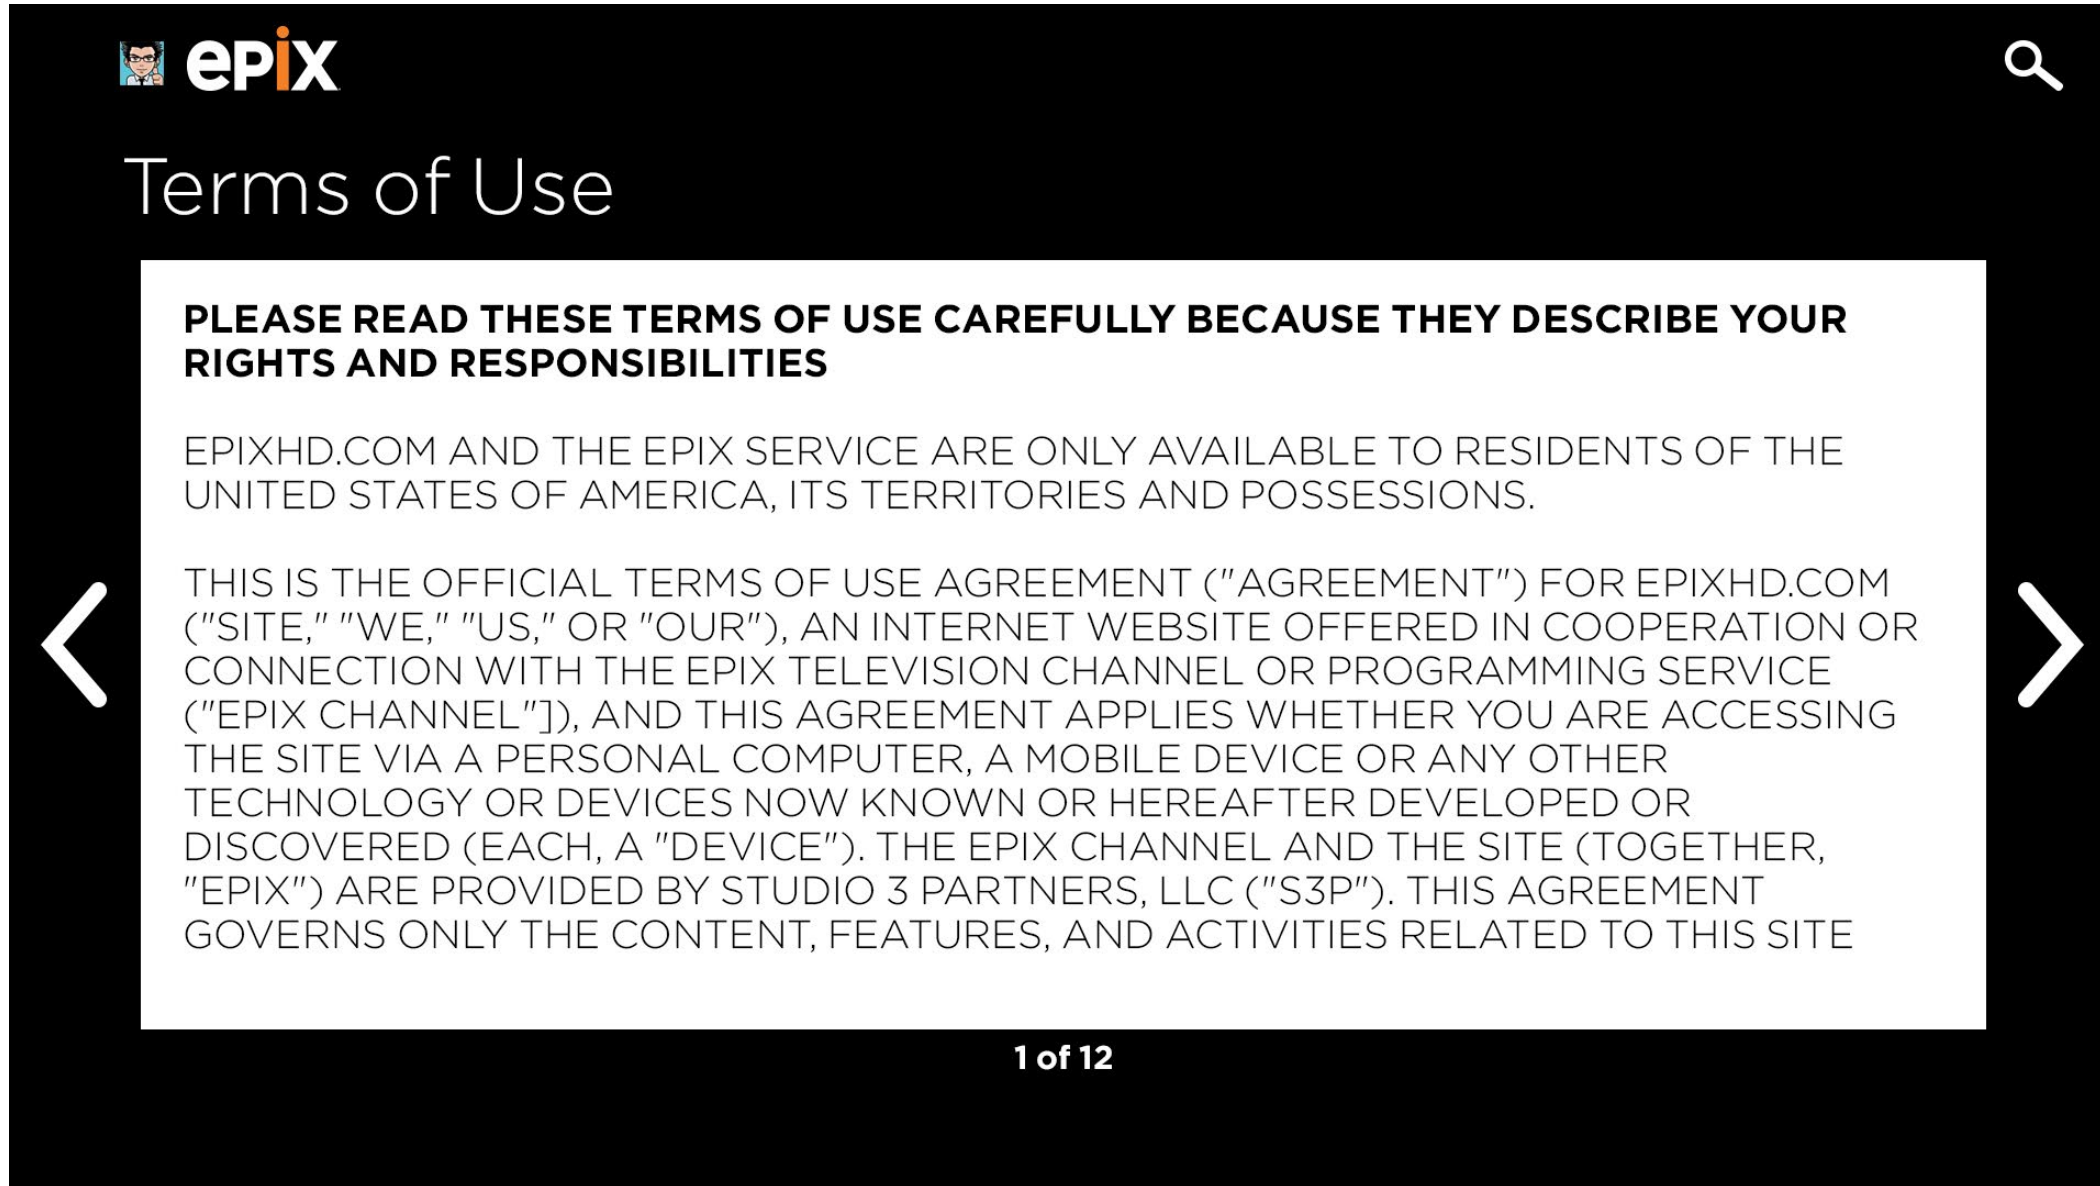 epix
Terms of Use
PLEASE READ THESE TERMS OF USE CAREFULLY BECAUSE THEY DESCRIBE YOUR
RIGHTS AND RESPONSIBILITIES
EPIXHD.COM AND THE EPIX SERVICE ARE ONLY AVAILABLE TO RESIDENTS OF THE
UNITED STATES OF AMERICA, ITS TERRITORIES AND POSSESSIONS.
THIS IS THE OFFICIAL TERMS OF USE AGREEMENT ("AGREEMENT") FOR EPIXHD.COM
("SITE," "WE," "US," OR "OUR"), AN INTERNET WEBSITE OFFERED IN COOPERATION OR
CONNECTION WITH THE EPIX TELEVISION CHANNEL OR PROGRAMMING SERVICE
("EPIX CHANNEL"]), AND THIS AGREEMENT APPLIES WHETHER YOU ARE ACCESSING
THE SITE VIA A PERSONAL COMPUTER, A MOBILE DEVICE OR ANY OTHER
TECHNOLOGY OR DEVICES NOW KNOWN OR HEREAFTER DEVELOPED OR
DISCOVERED (EACH, A "DEVICE"). THE EPIX CHANNEL AND THE SITE (TOGETHER,
"EPIX") ARE PROVIDED BY STUDIO 3 PARTNERS, LLC ("S3P"). THIS AGREEMENT
GOVERNS ONLY THE CONTENT, FEATURES, AND ACTIVITIES RELATED TO THIS SITE
1 of 12